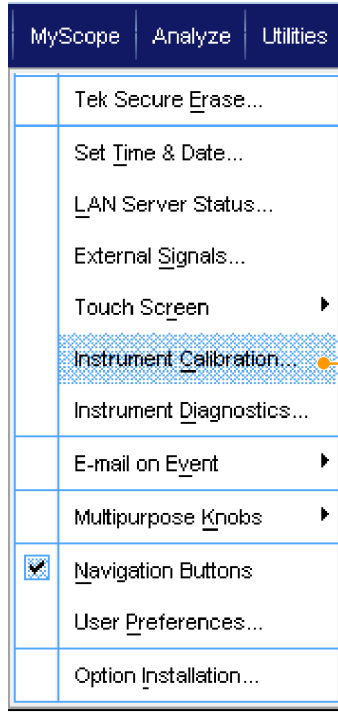 MyScope Analyze Utilities
Tek Secure Erase...
Set Time & Date...
LAN Server Status...
External Signals...
Touch Screen
Instrument Calibration...
Instrument Diagnostics...
E-mail on Event
Multipurpose Knobs
Navigation Buttons
User Preferences...
Option Installation...